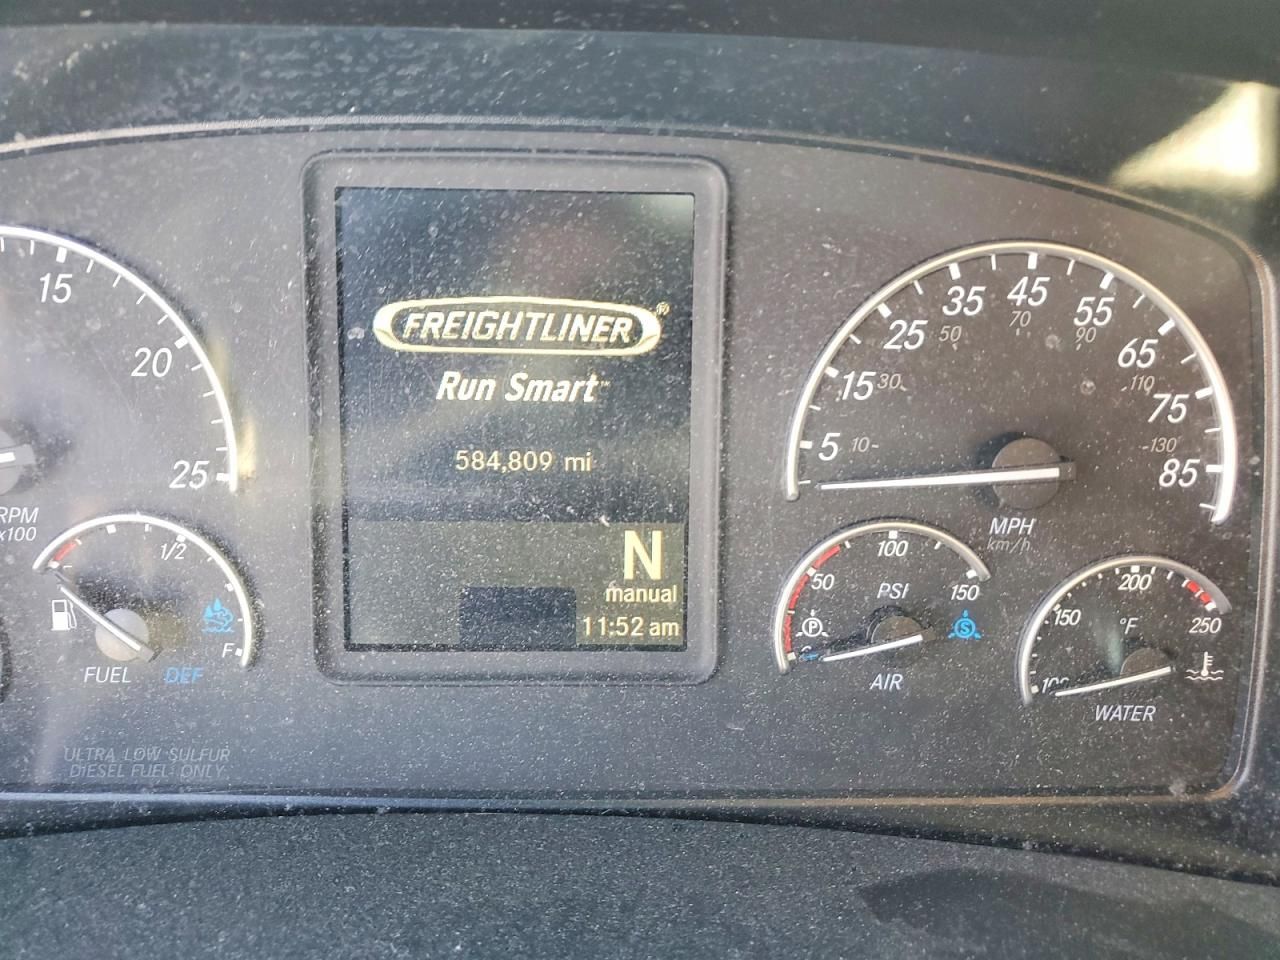 15
20
25
RPM
x100
1/2
F
FUEL DEF
ULTRA LOW SULFUR
DIESEL FUEL ONLY
FREIGHTLINER®
Run Smart™
584,809 mi
N
manual
11:52 am
5 15 25 35 45 55 65 75 85
10 30 50 70 90 110 130
MPH
km/h
50 100 150
PSI
P
S
AIR
100 150 200 250
°F
WATER